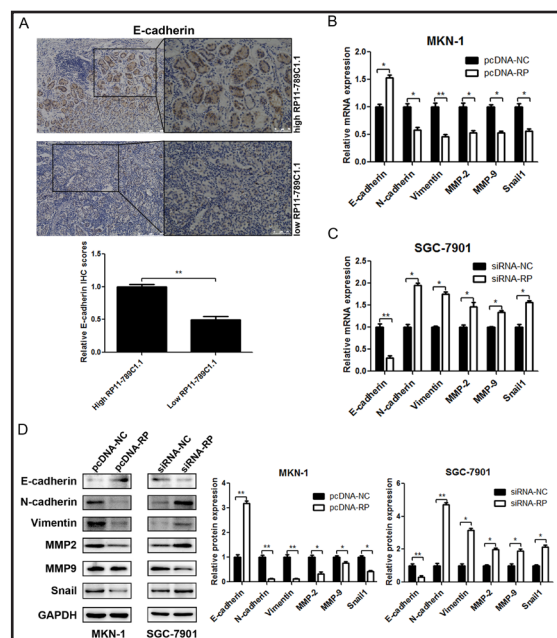 A
E-cadherin
high RP11-789C1.1
low RP11-789C1.1
Relative E-cadherin IHC scores
1.5
1.0
0.5
0.0
**
High RP11-789C1.1
Low RP11-789C1.1
B
MKN-1
pcDNA-NC
pcDNA-RP
Relative mRNA expression
2.0
1.5
1.0
0.5
0.0
* * ** * * *
E-cadherin
N-cadherin
Vimentin
MMP-2
MMP-9
Snail1
C
SGC-7901
siRNA-NC
siRNA-RP
Relative mRNA expression
2.5
2.0
1.5
1.0
0.5
0.0
** * * * * *
E-cadherin
N-cadherin
Vimentin
MMP-2
MMP-9
Snail1
D
pcDNA-NC
pcDNA-RP
siRNA-NC
siRNA-RP
E-cadherin
N-cadherin
Vimentin
MMP2
MMP9
Snail
GAPDH
MKN-1 SGC-7901
MKN-1
pcDNA-NC
pcDNA-RP
Relative protein expression
4
3
2
1
0
** ** ** * * *
E-cadherin
N-cadherin
Vimentin
MMP-2
MMP-9
Snail1
SGC-7901
siRNA-NC
siRNA-RP
Relative protein expression
6
5
4
3
2
1
0
** ** * * * *
E-cadherin
N-cadherin
Vimentin
MMP-2
MMP-9
Snail1